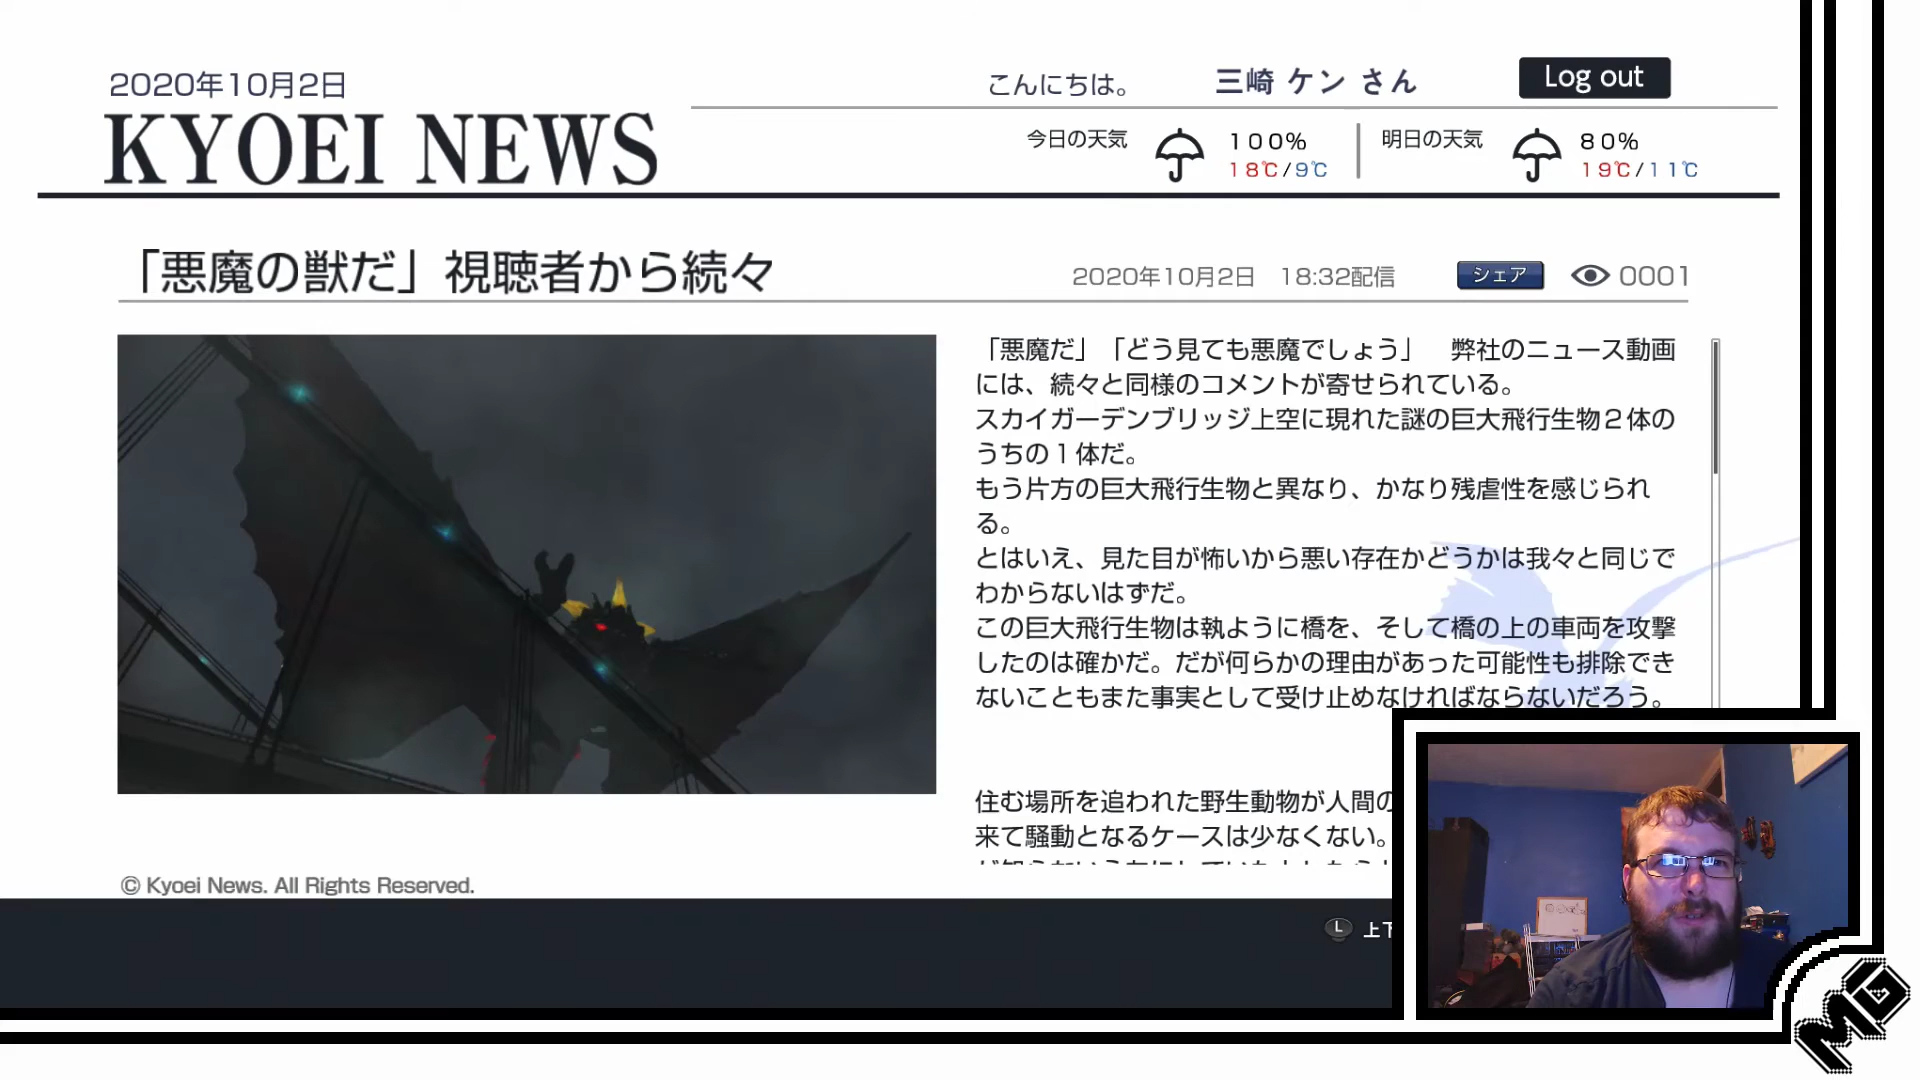 2020年10月2日
こんにちは。 三崎 ケン さん
Log out
KYOEI NEWS
今日の天気 100% 18℃/9℃
明日の天気 80% 19℃/11℃
「悪魔の獣だ」視聴者から続々
2020年10月2日 18:32配信
シェア
0001
「悪魔だ」「どう見ても悪魔でしょう」 弊社のニュース動画
には、続々と同様のコメントが寄せられている。
スカイガーデンブリッジ上空に現れた謎の巨大飛行生物2体の
うちの1体だ。
もう片方の巨大飛行生物と異なり、かなり残虐性を感じられ
る。
とはいえ、見た目が怖いから悪い存在かどうかは我々と同じで
わからないはずだ。
この巨大飛行生物は執ように橋を、そして橋の上の車両を攻撃
したのは確かだ。だが何らかの理由があった可能性も排除でき
ないこともまた事実として受け止めなければならないだろう。
住む場所を追われた野生動物が人間の
来て騒動となるケースは少なくない。
© Kyoei News. All Rights Reserved.
L 上下
MG